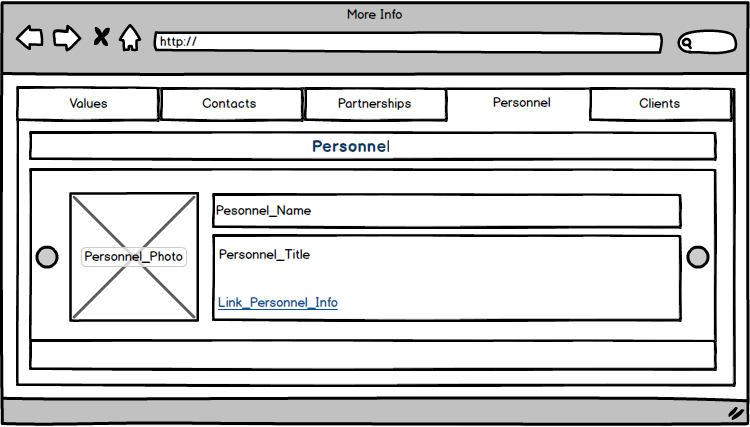 More Info
http://
Values Contacts Partnerships Personnel Clients
Personnel
Pesonnel_Name
Personnel_Photo
Personnel_Title
Link_Personnel_Info